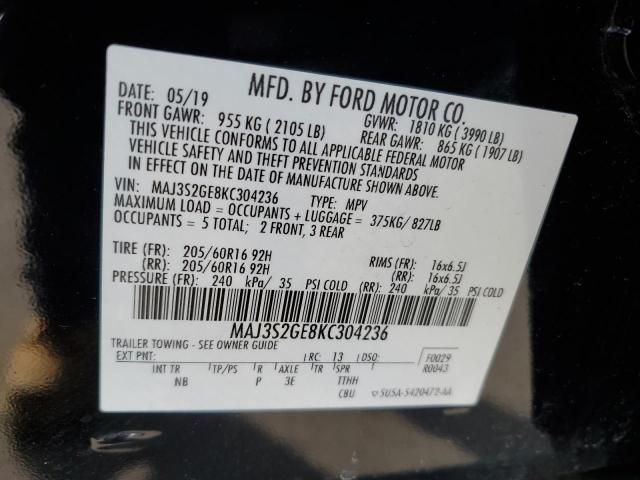 MFD. BY FORD MOTOR CO.
DATE: 05/19 GVWR: 1810 KG ( 3990 LB)
FRONT GAWR: 955 KG ( 2105 LB) REAR GAWR: 865 KG ( 1907 LB)
THIS VEHICLE CONFORMS TO ALL APPLICABLE FEDERAL MOTOR
VEHICLE SAFETY AND THEFT PREVENTION STANDARDS
IN EFFECT ON THE DATE OF MANUFACTURE SHOWN ABOVE.
VIN: MAJ3S2GE8KC304236 TYPE: MPV
MAXIMUM LOAD = OCCUPANTS + LUGGAGE = 375KG/ 827LB
OCCUPANTS = 5 TOTAL; 2 FRONT, 3 REAR
TIRE (FR): 205/60R16 92H RIMS (FR): 16x6.5J
(RR): 205/60R16 92H (RR): 16x6.5J
PRESSURE (FR): 240 kPa/ 35 PSI COLD (RR): 240 kPa/ 35 PSI COLD
MAJ3S2GE8KC304236
TRAILER TOWING - SEE OWNER GUIDE
EXT PNT: RC: 13 DSO: F0029
R0043
INT TR TP/PS R AXLE TR SPR
NB P 3E TTHH
CBU 5U5A-5420472-AA